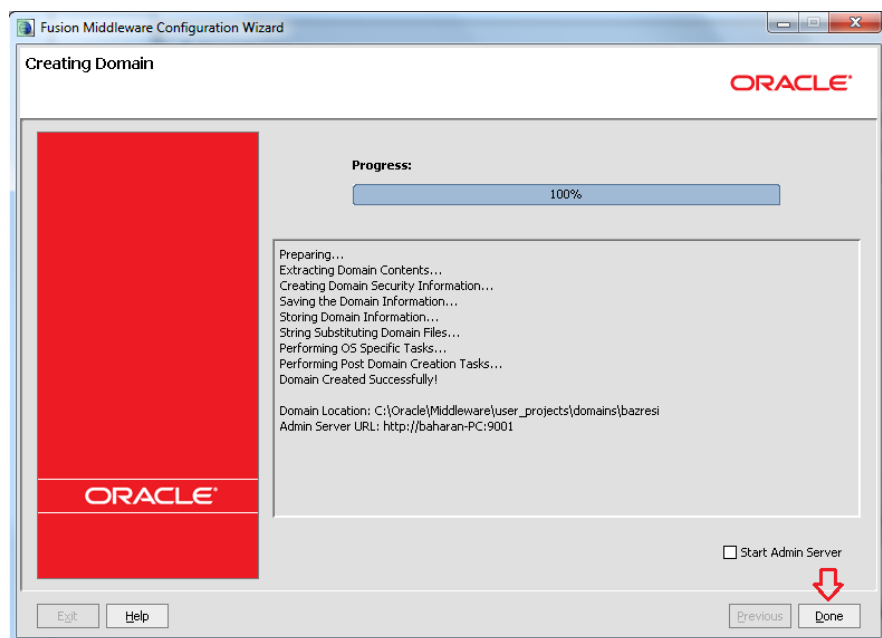 Fusion Middleware Configuration Wizard
Creating Domain
ORACLE
Progress:
100%
Preparing...
Extracting Domain Contents...
Creating Domain Security Information...
Saving the Domain Information...
Storing Domain Information...
String Substituting Domain Files...
Performing OS Specific Tasks...
Performing Post Domain Creation Tasks...
Domain Created Successfully!
Domain Location: C:\Oracle\Middleware\user_projects\domains\bazresi
Admin Server URL: http://baharan-PC:9001
ORACLE
Start Admin Server
Exit Help Previous Done